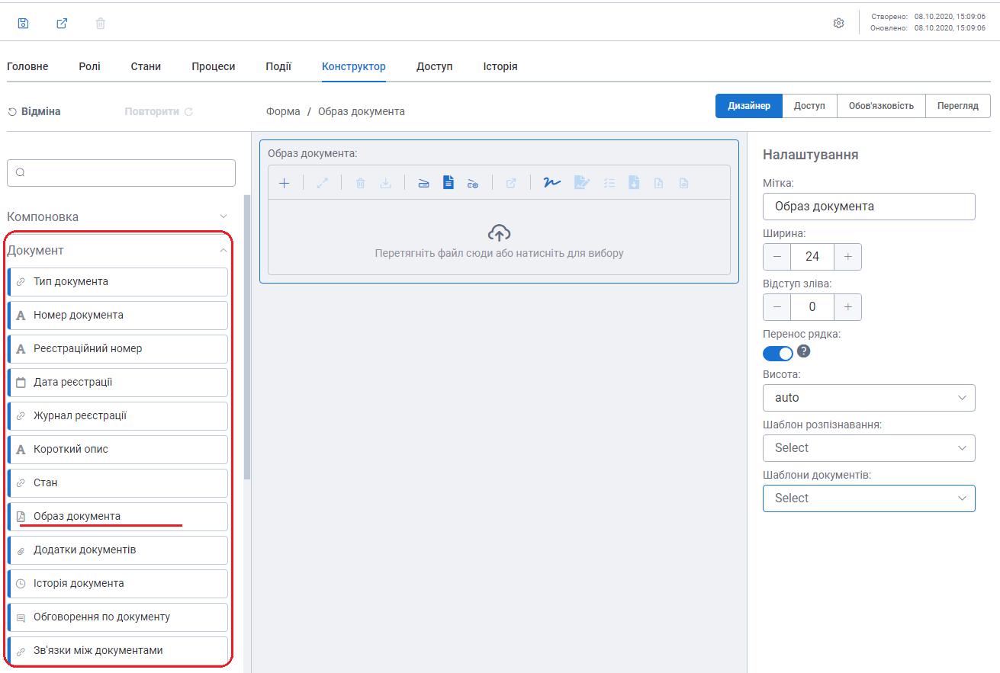 Створено: 08.10.2020, 15:09:06
Оновлено: 08.10.2020, 15:09:06
Головне Ролі Стани Процеси Події Конструктор Доступ Історія
Відміна Повторити Форма / Образ документа Дизайнер Доступ Обов'язковість Перегляд
Компоновка
Документ
Тип документа
Номер документа
Реєстраційний номер
Дата реєстрації
Журнал реєстрації
Короткий опис
Стан
Образ документа
Додатки документів
Історія документа
Обговорення по документу
Зв'язки між документами
Образ документа:
Перетягніть файл сюди або натисніть для вибору
Налаштування
Мітка:
Образ документа
Ширина:
24
Відступ зліва:
0
Перенос рядка:
Висота:
auto
Шаблон розпізнавання:
Select
Шаблони документів:
Select